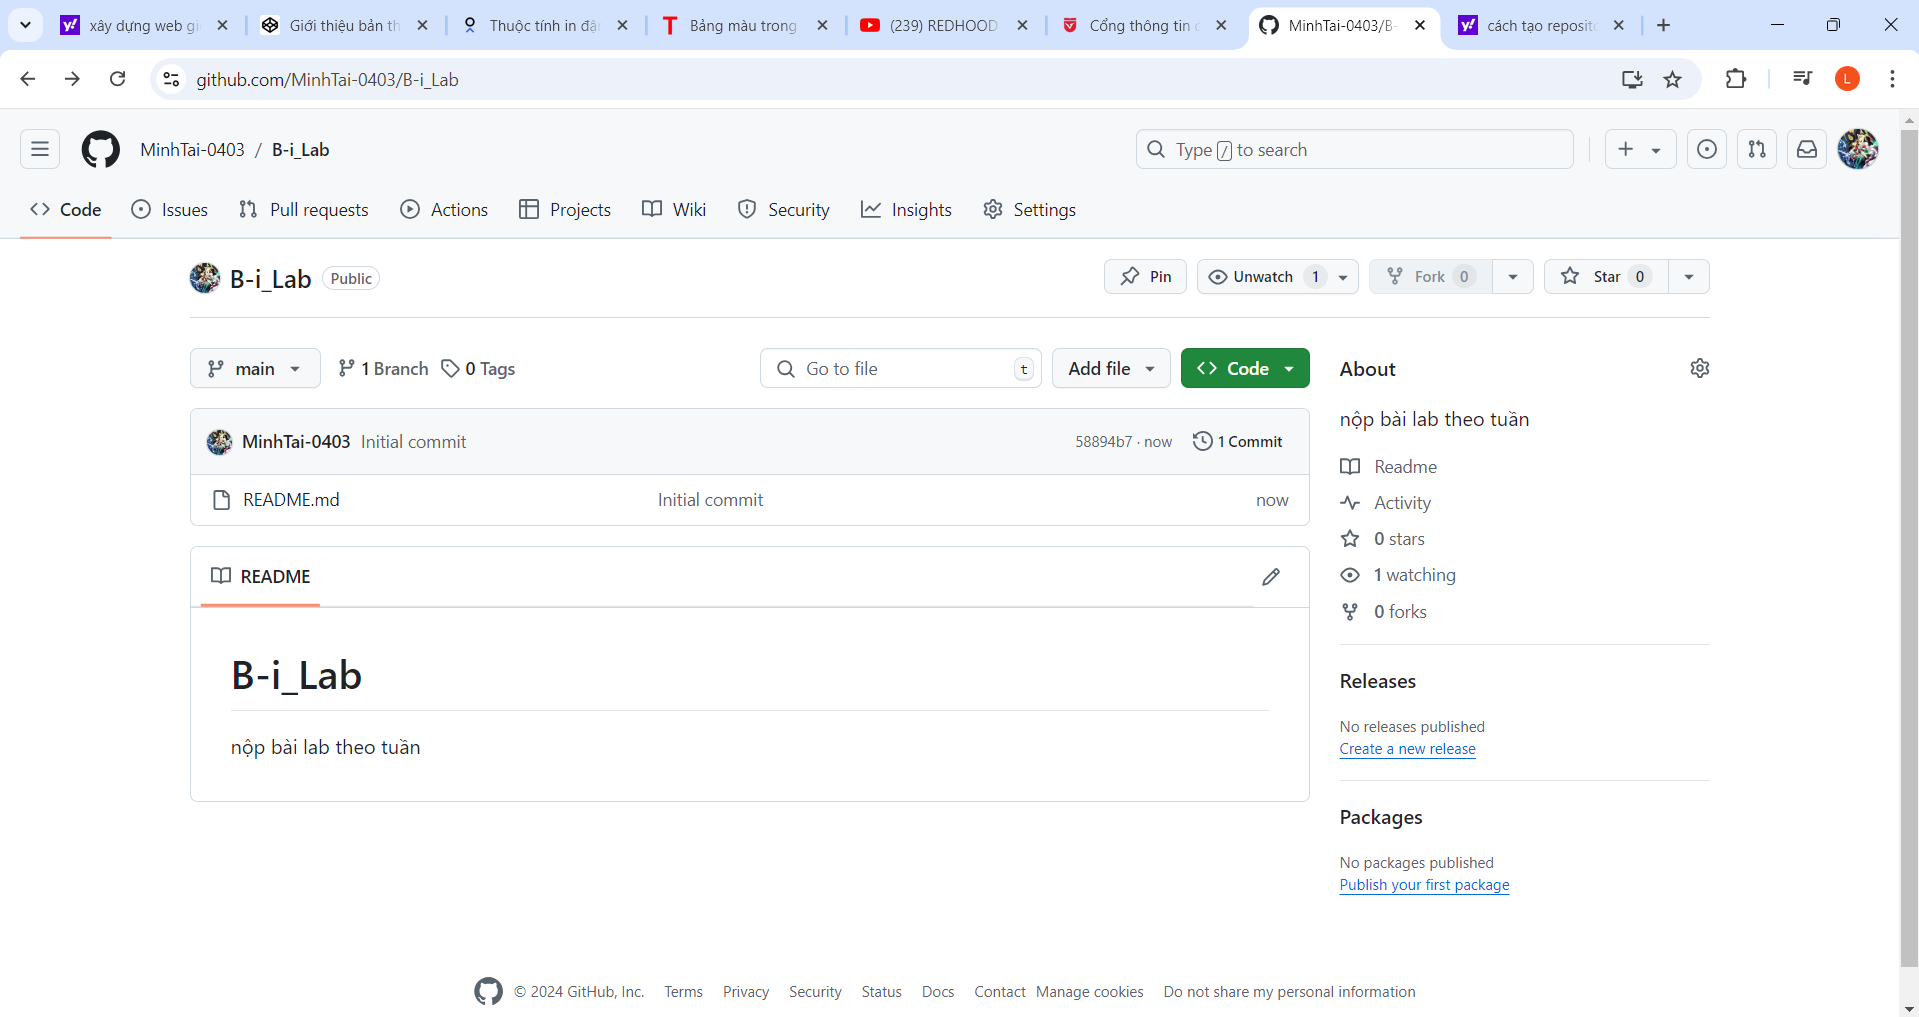 xây dựng web gi
Giới thiệu bản th
Thuộc tính in đậ
Bảng màu trong
(239) REDHOOD
Cổng thông tin
MinhTai-0403/B-
cách tạo reposito
github.com/MinhTai-0403/B-i_Lab
L
MinhTai-0403 / B-i_Lab
Type / to search
Code
Issues
Pull requests
Actions
Projects
Wiki
Security
Insights
Settings
B-i_Lab
Public
Pin
Unwatch 1
Fork 0
Star 0
main
1 Branch
0 Tags
Go to file
t
Add file
Code
MinhTai-0403 Initial commit
58894b7 · now
1 Commit
README.md
Initial commit
now
README
B-i_Lab
nộp bài lab theo tuần
About
nộp bài lab theo tuần
Readme
Activity
0 stars
1 watching
0 forks
Releases
No releases published
Create a new release
Packages
No packages published
Publish your first package
© 2024 GitHub, Inc.
Terms
Privacy
Security
Status
Docs
Contact
Manage cookies
Do not share my personal information